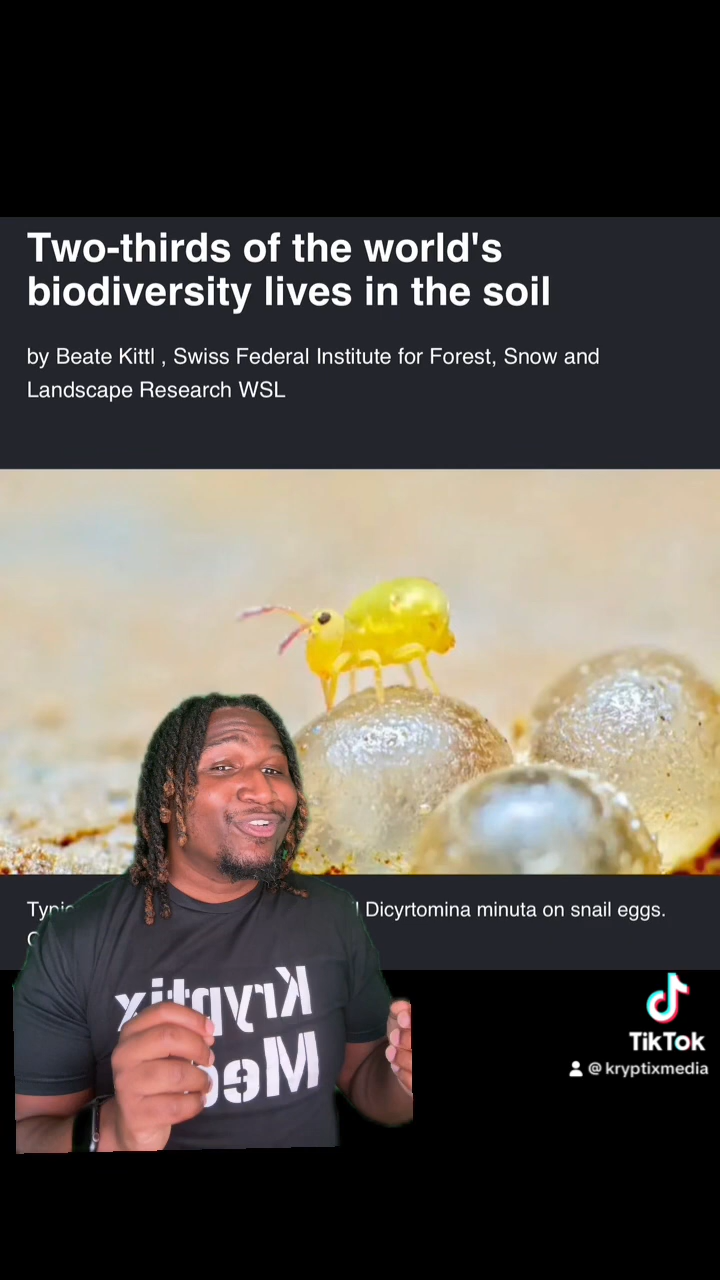 Two-thirds of the world's
biodiversity lives in the soil
by Beate Kittl , Swiss Federal Institute for Forest, Snow and
Landscape Research WSL
Dicyrtomina minuta on snail eggs.
Kryptix
TikTok
@kryptixmedia